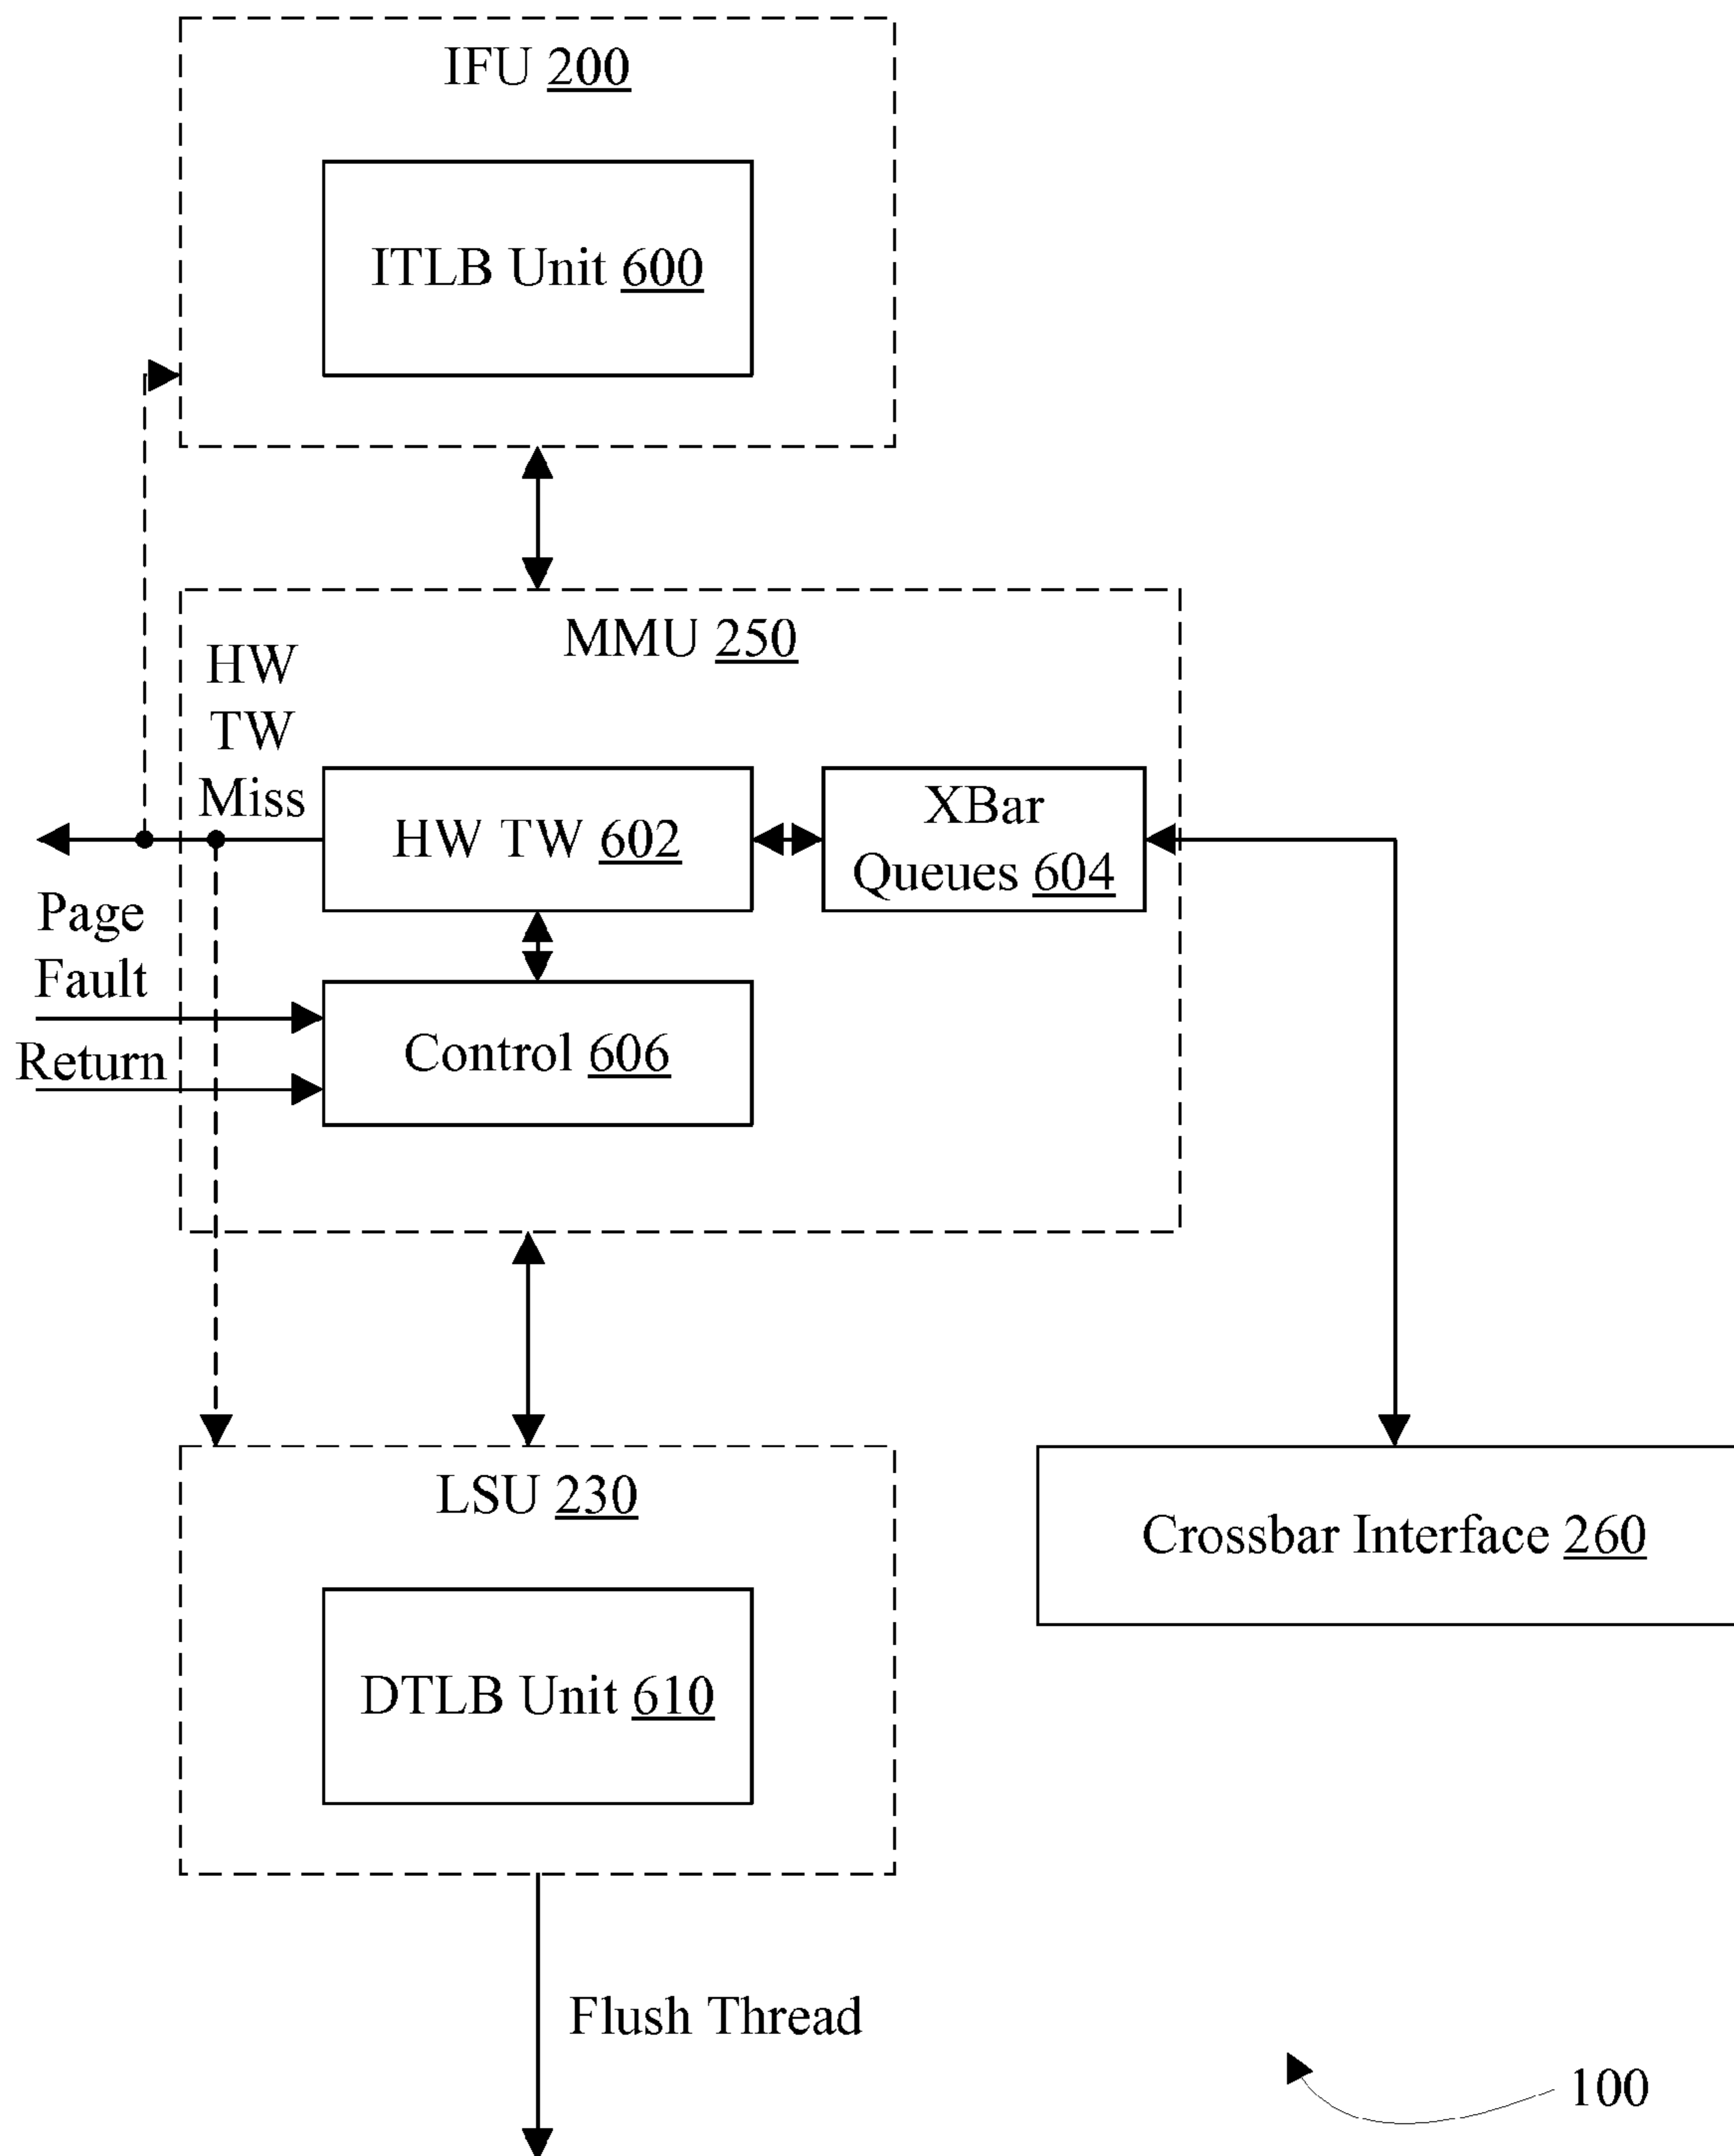 IFU 200
ITLB Unit 600
MMU 250
HW
TW
Miss
HW TW 602
XBar
Queues 604
Page
Fault
Return
Control 606
LSU 230
Crossbar Interface 260
DTLB Unit 610
Flush Thread
100